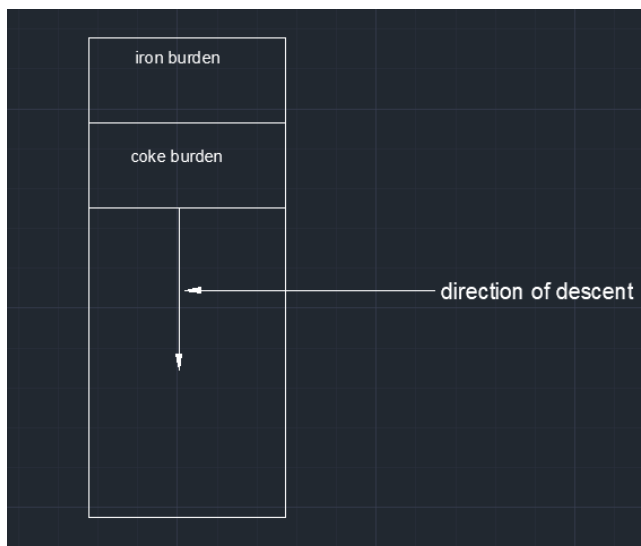 iron burden
coke burden
direction of descent